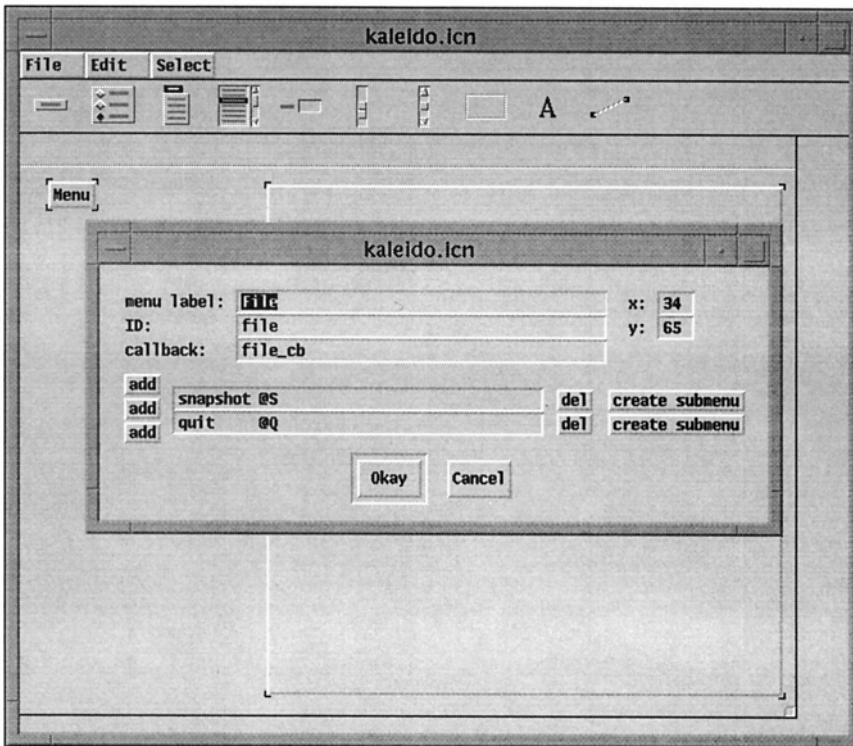 kaleido.icn
File Edit Select
A
Menu
kaleido.icn
menu label: File x: 34
ID: file y: 65
callback: file_cb
add
snapshot @S del create submenu
add
quit @Q del create submenu
add
Okay Cancel